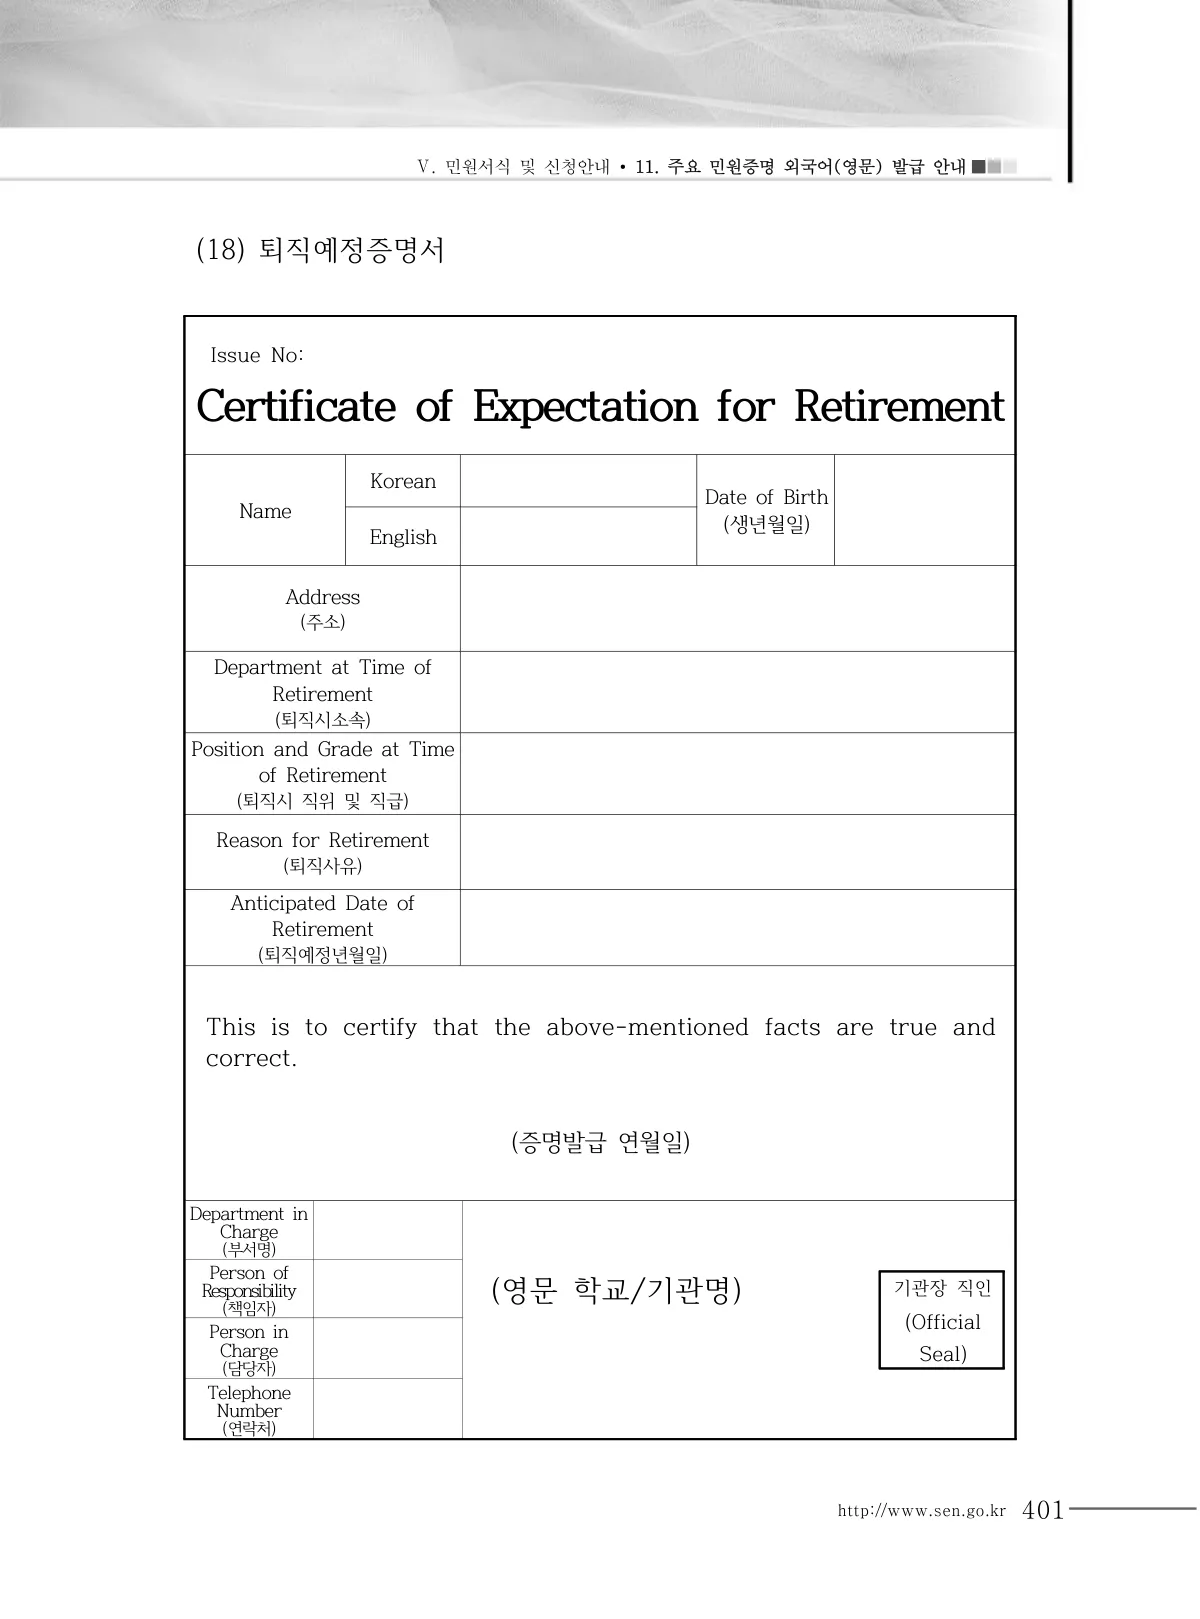 Ⅴ. 민원서식 및 신청안내 • 11. 주요 민원증명 외국어(영문) 발급 안내
(18) 퇴직예정증명서
Issue No:
Certificate of Expectation for Retirement
Name
Korean
English
Date of Birth
(생년월일)
Address
(주소)
Department at Time of
Retirement
(퇴직시소속)
Position and Grade at Time
of Retirement
(퇴직시 직위 및 직급)
Reason for Retirement
(퇴직사유)
Anticipated Date of
Retirement
(퇴직예정년월일)
This is to certify that the above-mentioned facts are true and
correct.
(증명발급 연월일)
Department in
Charge
(부서명)
Person of
Responsibility
(책임자)
Person in
Charge
(담당자)
Telephone
Number
(연락처)
(영문 학교/기관명)
기관장 직인
(Official
Seal)
http://www.sen.go.kr 401